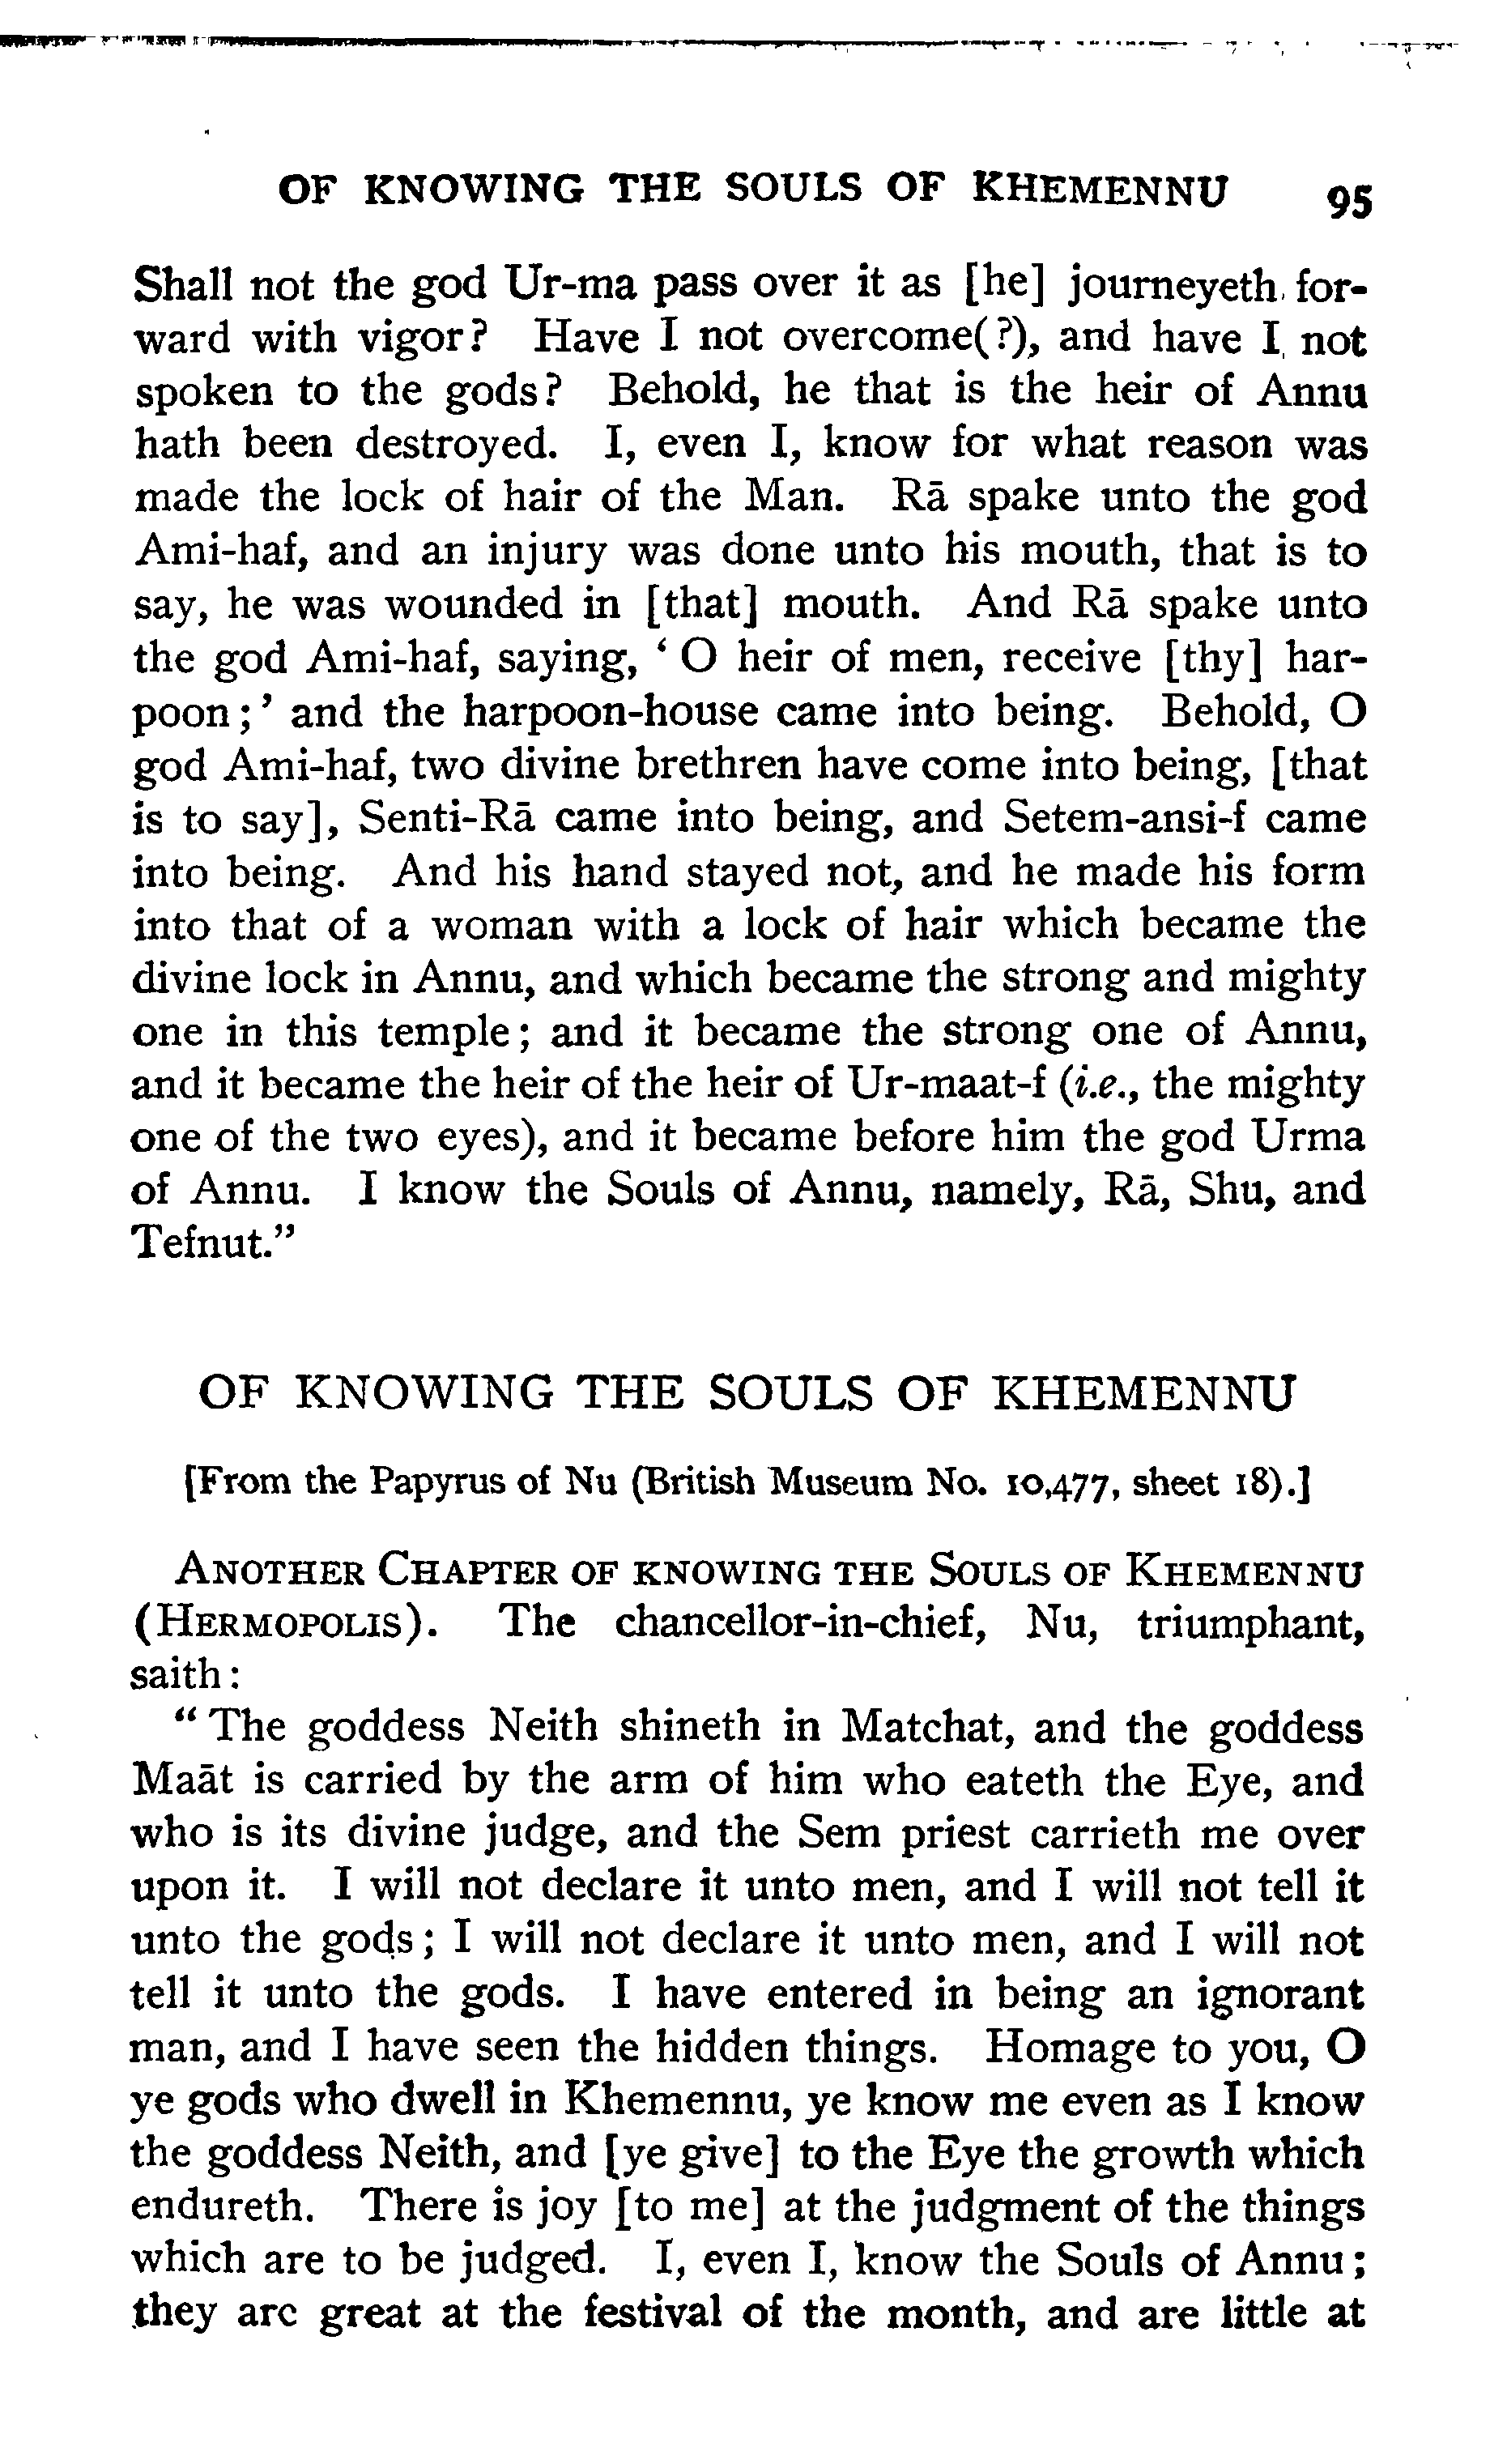 OF KNOWING THE SOULS OF KHEMENNU 95
Shall not the god Ur-ma pass over it as [he] journeyeth for-
ward with vigor? Have I not overcome(?), and have I not
spoken to the gods? Behold, he that is the heir of Annu
hath been destroyed. I, even I, know for what reason was
made the lock of hair of the Man. Rā spake unto the god
Ami-haf, and an injury was done unto his mouth, that is to
say, he was wounded in [that] mouth. And Rā spake unto
the god Ami-haf, saying, ‘O heir of men, receive [thy] har-
poon;’ and the harpoon-house came into being. Behold, O
god Ami-haf, two divine brethren have come into being, [that
is to say], Senti-Rā came into being, and Setem-ansi-f came
into being. And his hand stayed not, and he made his form
into that of a woman with a lock of hair which became the
divine lock in Annu, and which became the strong and mighty
one in this temple; and it became the strong one of Annu,
and it became the heir of the heir of Ur-maat-f (i.e., the mighty
one of the two eyes), and it became before him the god Urma
of Annu. I know the Souls of Annu, namely, Rā, Shu, and
Tefnut.”
OF KNOWING THE SOULS OF KHEMENNU
[From the Papyrus of Nu (British Museum No. 10,477, sheet 18).]
ANOTHER CHAPTER OF KNOWING THE SOULS OF KHEMENNU
(HERMOPOLIS). The chancellor-in-chief, Nu, triumphant,
saith:
“The goddess Neith shineth in Matchat, and the goddess
Maāt is carried by the arm of him who eateth the Eye, and
who is its divine judge, and the Sem priest carrieth me over
upon it. I will not declare it unto men, and I will not tell it
unto the gods; I will not declare it unto men, and I will not
tell it unto the gods. I have entered in being an ignorant
man, and I have seen the hidden things. Homage to you, O
ye gods who dwell in Khemennu, ye know me even as I know
the goddess Neith, and [ye give] to the Eye the growth which
endureth. There is joy [to me] at the judgment of the things
which are to be judged. I, even I, know the Souls of Annu;
they are great at the festival of the month, and are little at